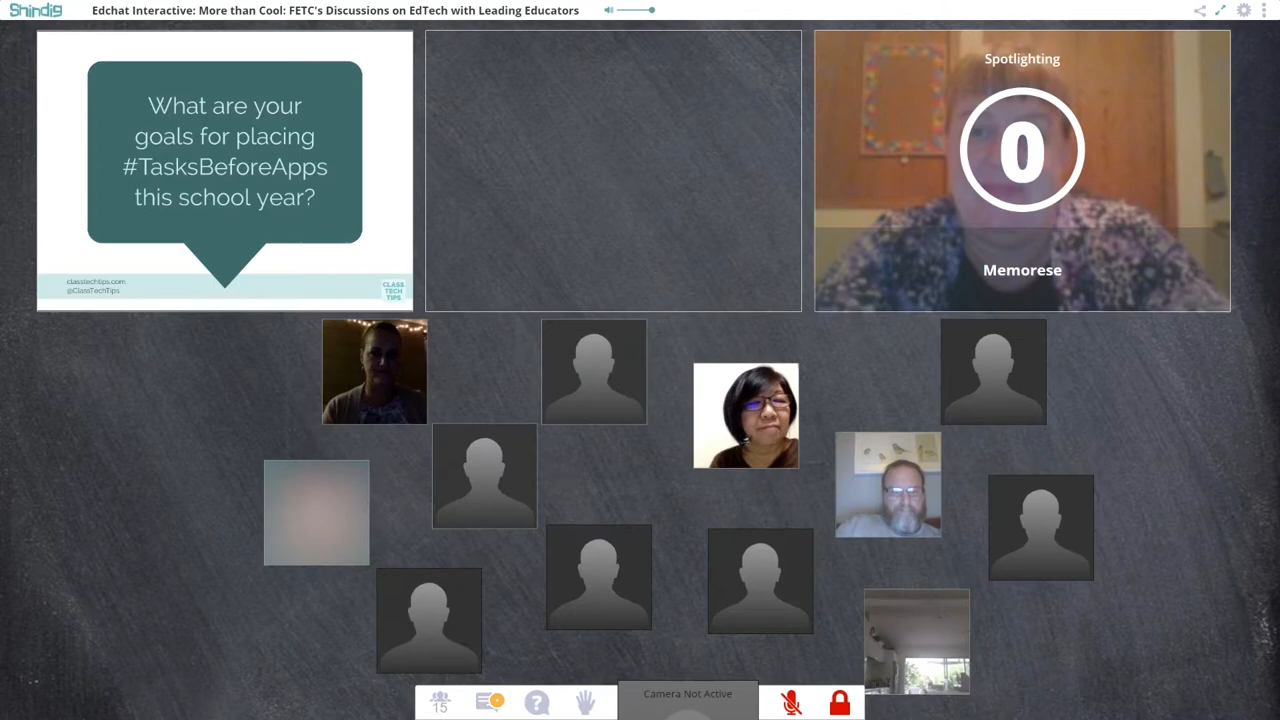 Shindig
Edchat Interactive: More than Cool: FETC's Discussions on EdTech with Leading Educators
What are your
goals for placing
#TasksBeforeApps
this school year?
classtechtips.com
@ClassTechTips
CLASS
TECH
TIPS
Spotlighting
0
Memorese
15
Camera Not Active